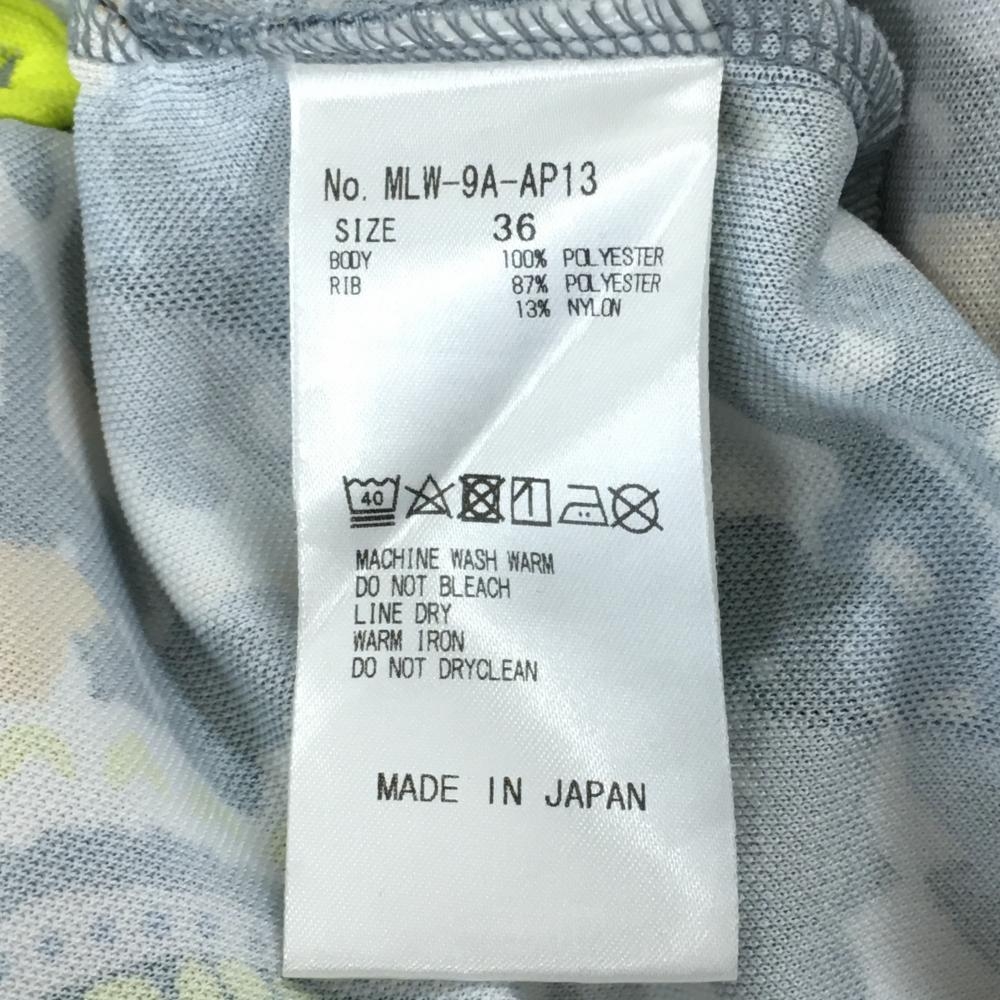 No. MLW-9A-AP13
SIZE 36
BODY 100% POLYESTER
RIB 87% POLYESTER
13% NYLON
40
MACHINE WASH WARM
DO NOT BLEACH
LINE DRY
WARM IRON
DO NOT DRYCLEAN
MADE IN JAPAN